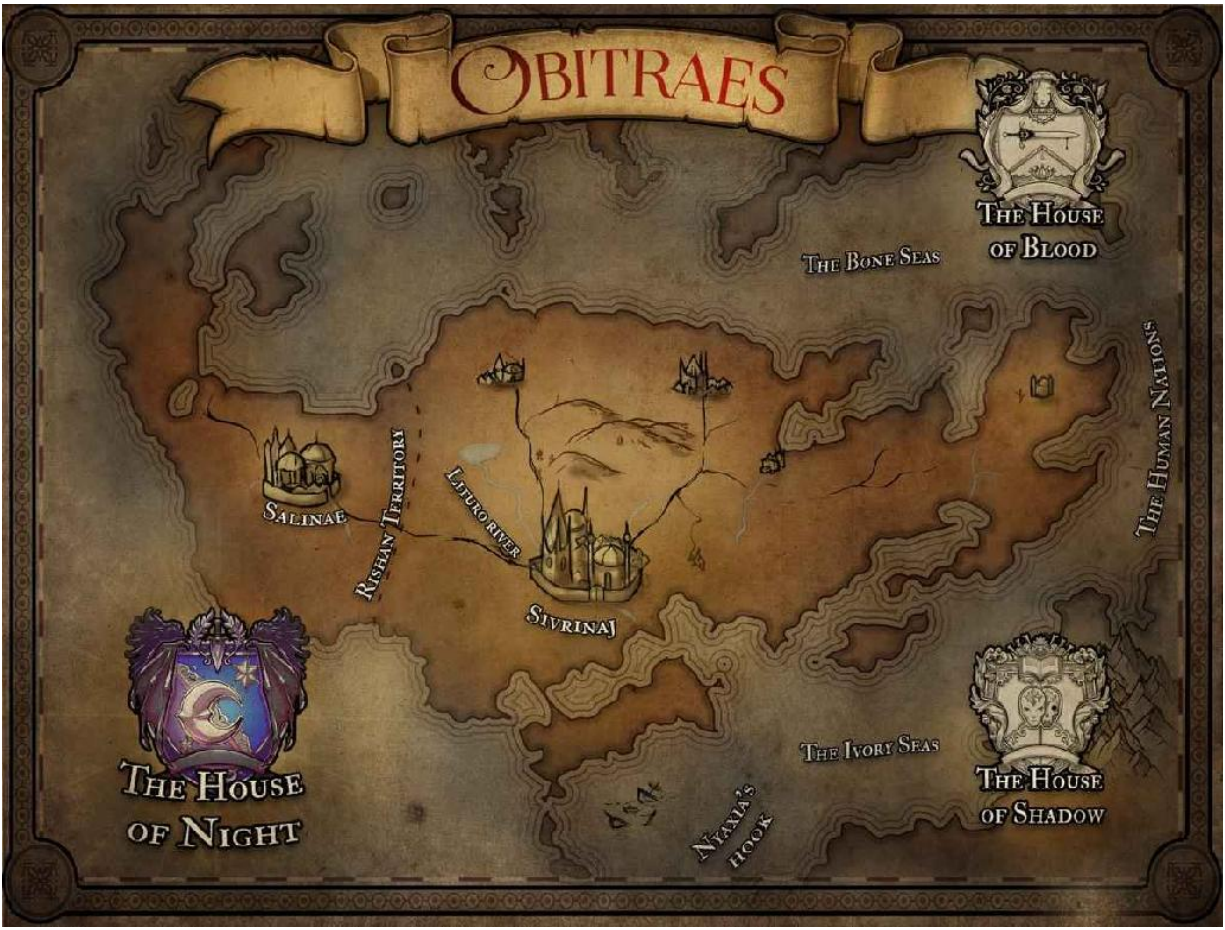 OBITRAES
THE HOUSE
OF BLOOD
THE BONE SEAS
THE HUMAN NATIONS
SALINAE
RISHAN TERRITORY
LITURO RIVER
SIVRINAJ
THE HOUSE
OF NIGHT
THE IVORY SEAS
THE HOUSE
OF SHADOW
NYAXIA'S
HOOK